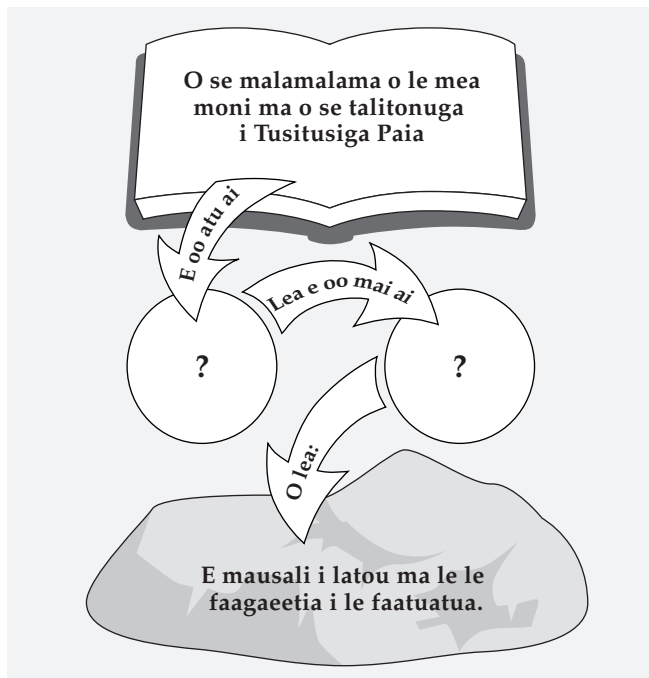 O se malamalama o le mea
moni ma o se talitonuga
i Tusitusiga Paia
E oo atu ai
Lea e oo mai ai
?
?
O lea:
E mausali i latou ma le le
faagaeetia i le faatuatua.